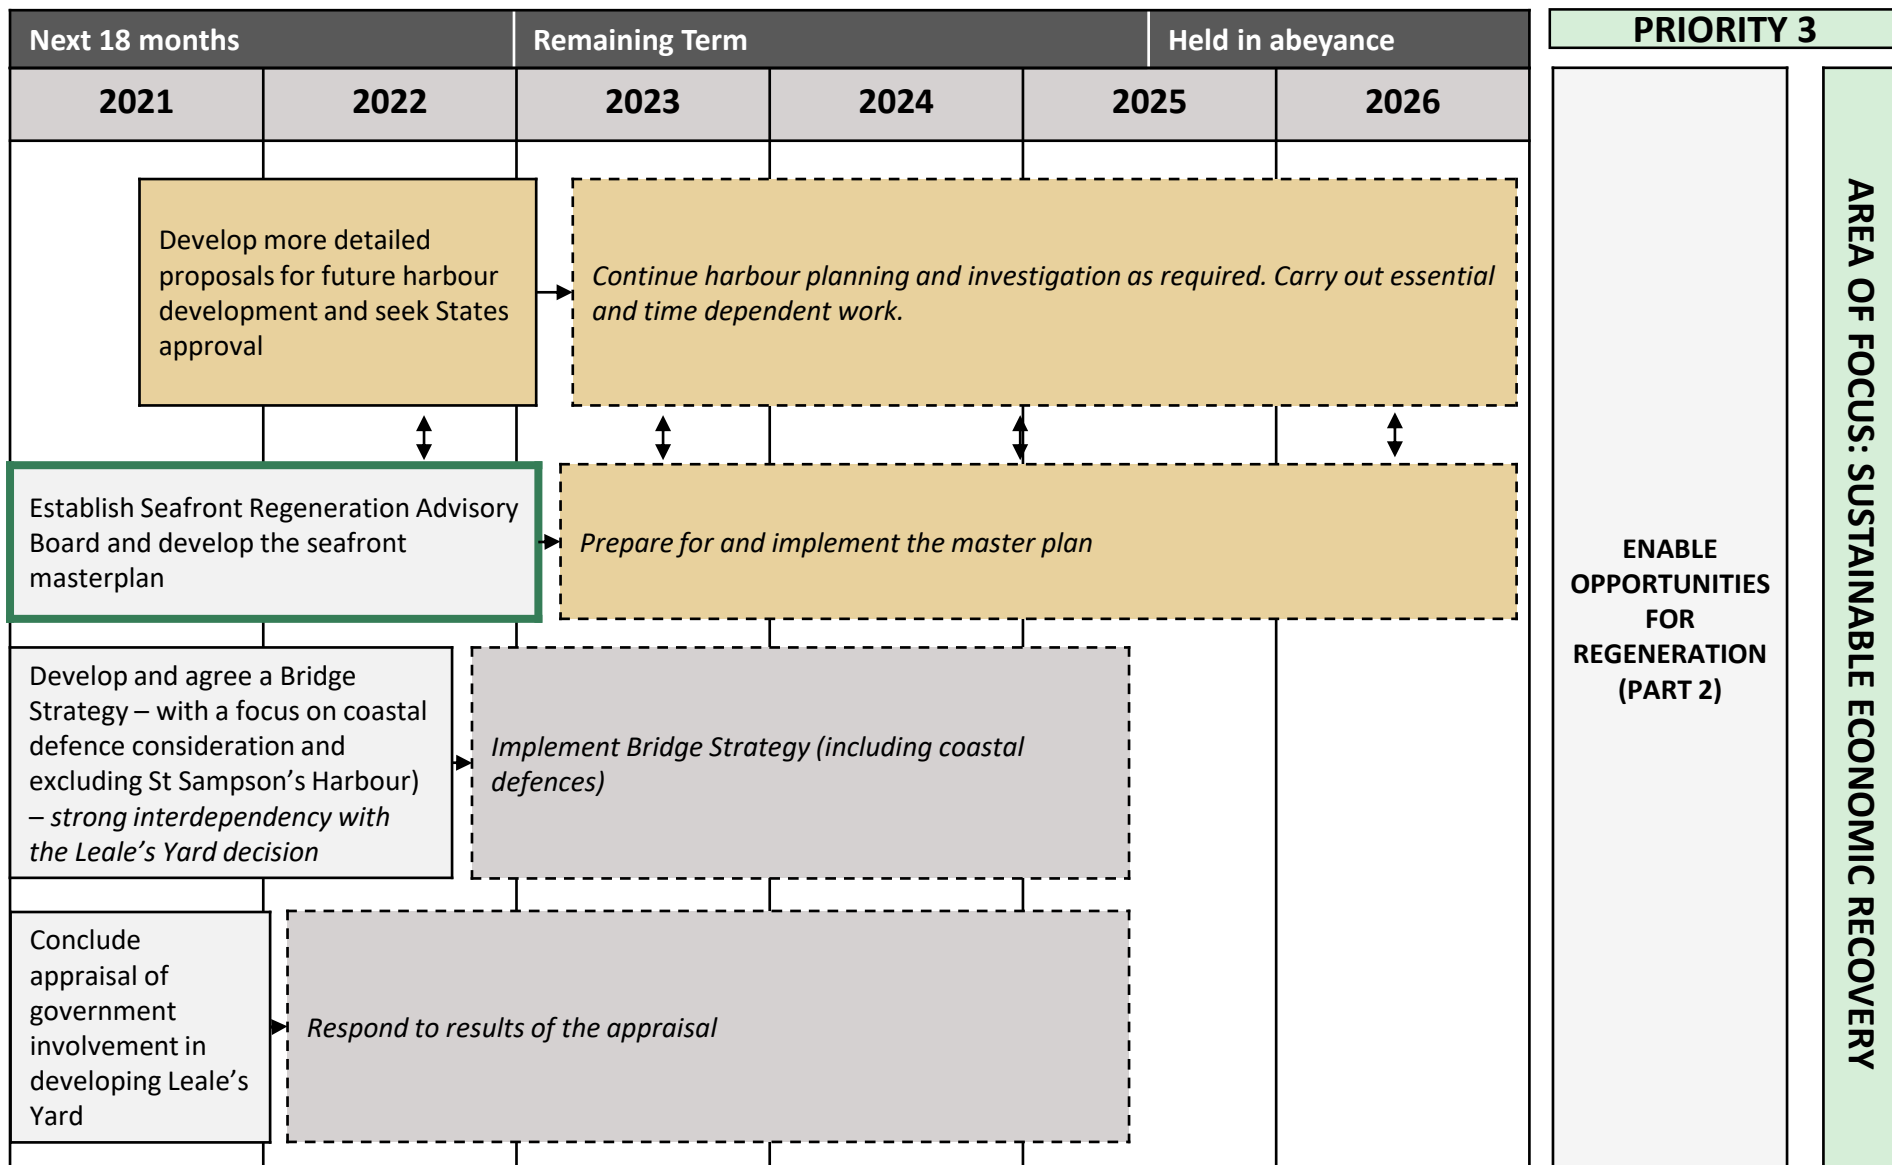 Next 18 months
Remaining Term
Held in abeyance
PRIORITY 3
2021
2022
2023
2024
2025
2026
Develop more detailed
proposals for future harbour
development and seek States
approval
Continue harbour planning and investigation as required. Carry out essential
and time dependent work.
Establish Seafront Regeneration Advisory
Board and develop the seafront
masterplan
Prepare for and implement the master plan
Develop and agree a Bridge
Strategy – with a focus on coastal
defence consideration and
excluding St Sampson’s Harbour)
– strong interdependency with
the Leale’s Yard decision
Implement Bridge Strategy (including coastal
defences)
Conclude
appraisal of
government
involvement in
developing Leale’s
Yard
Respond to results of the appraisal
ENABLE
OPPORTUNITIES
FOR
REGENERATION
(PART 2)
AREA OF FOCUS: SUSTAINABLE ECONOMIC RECOVERY